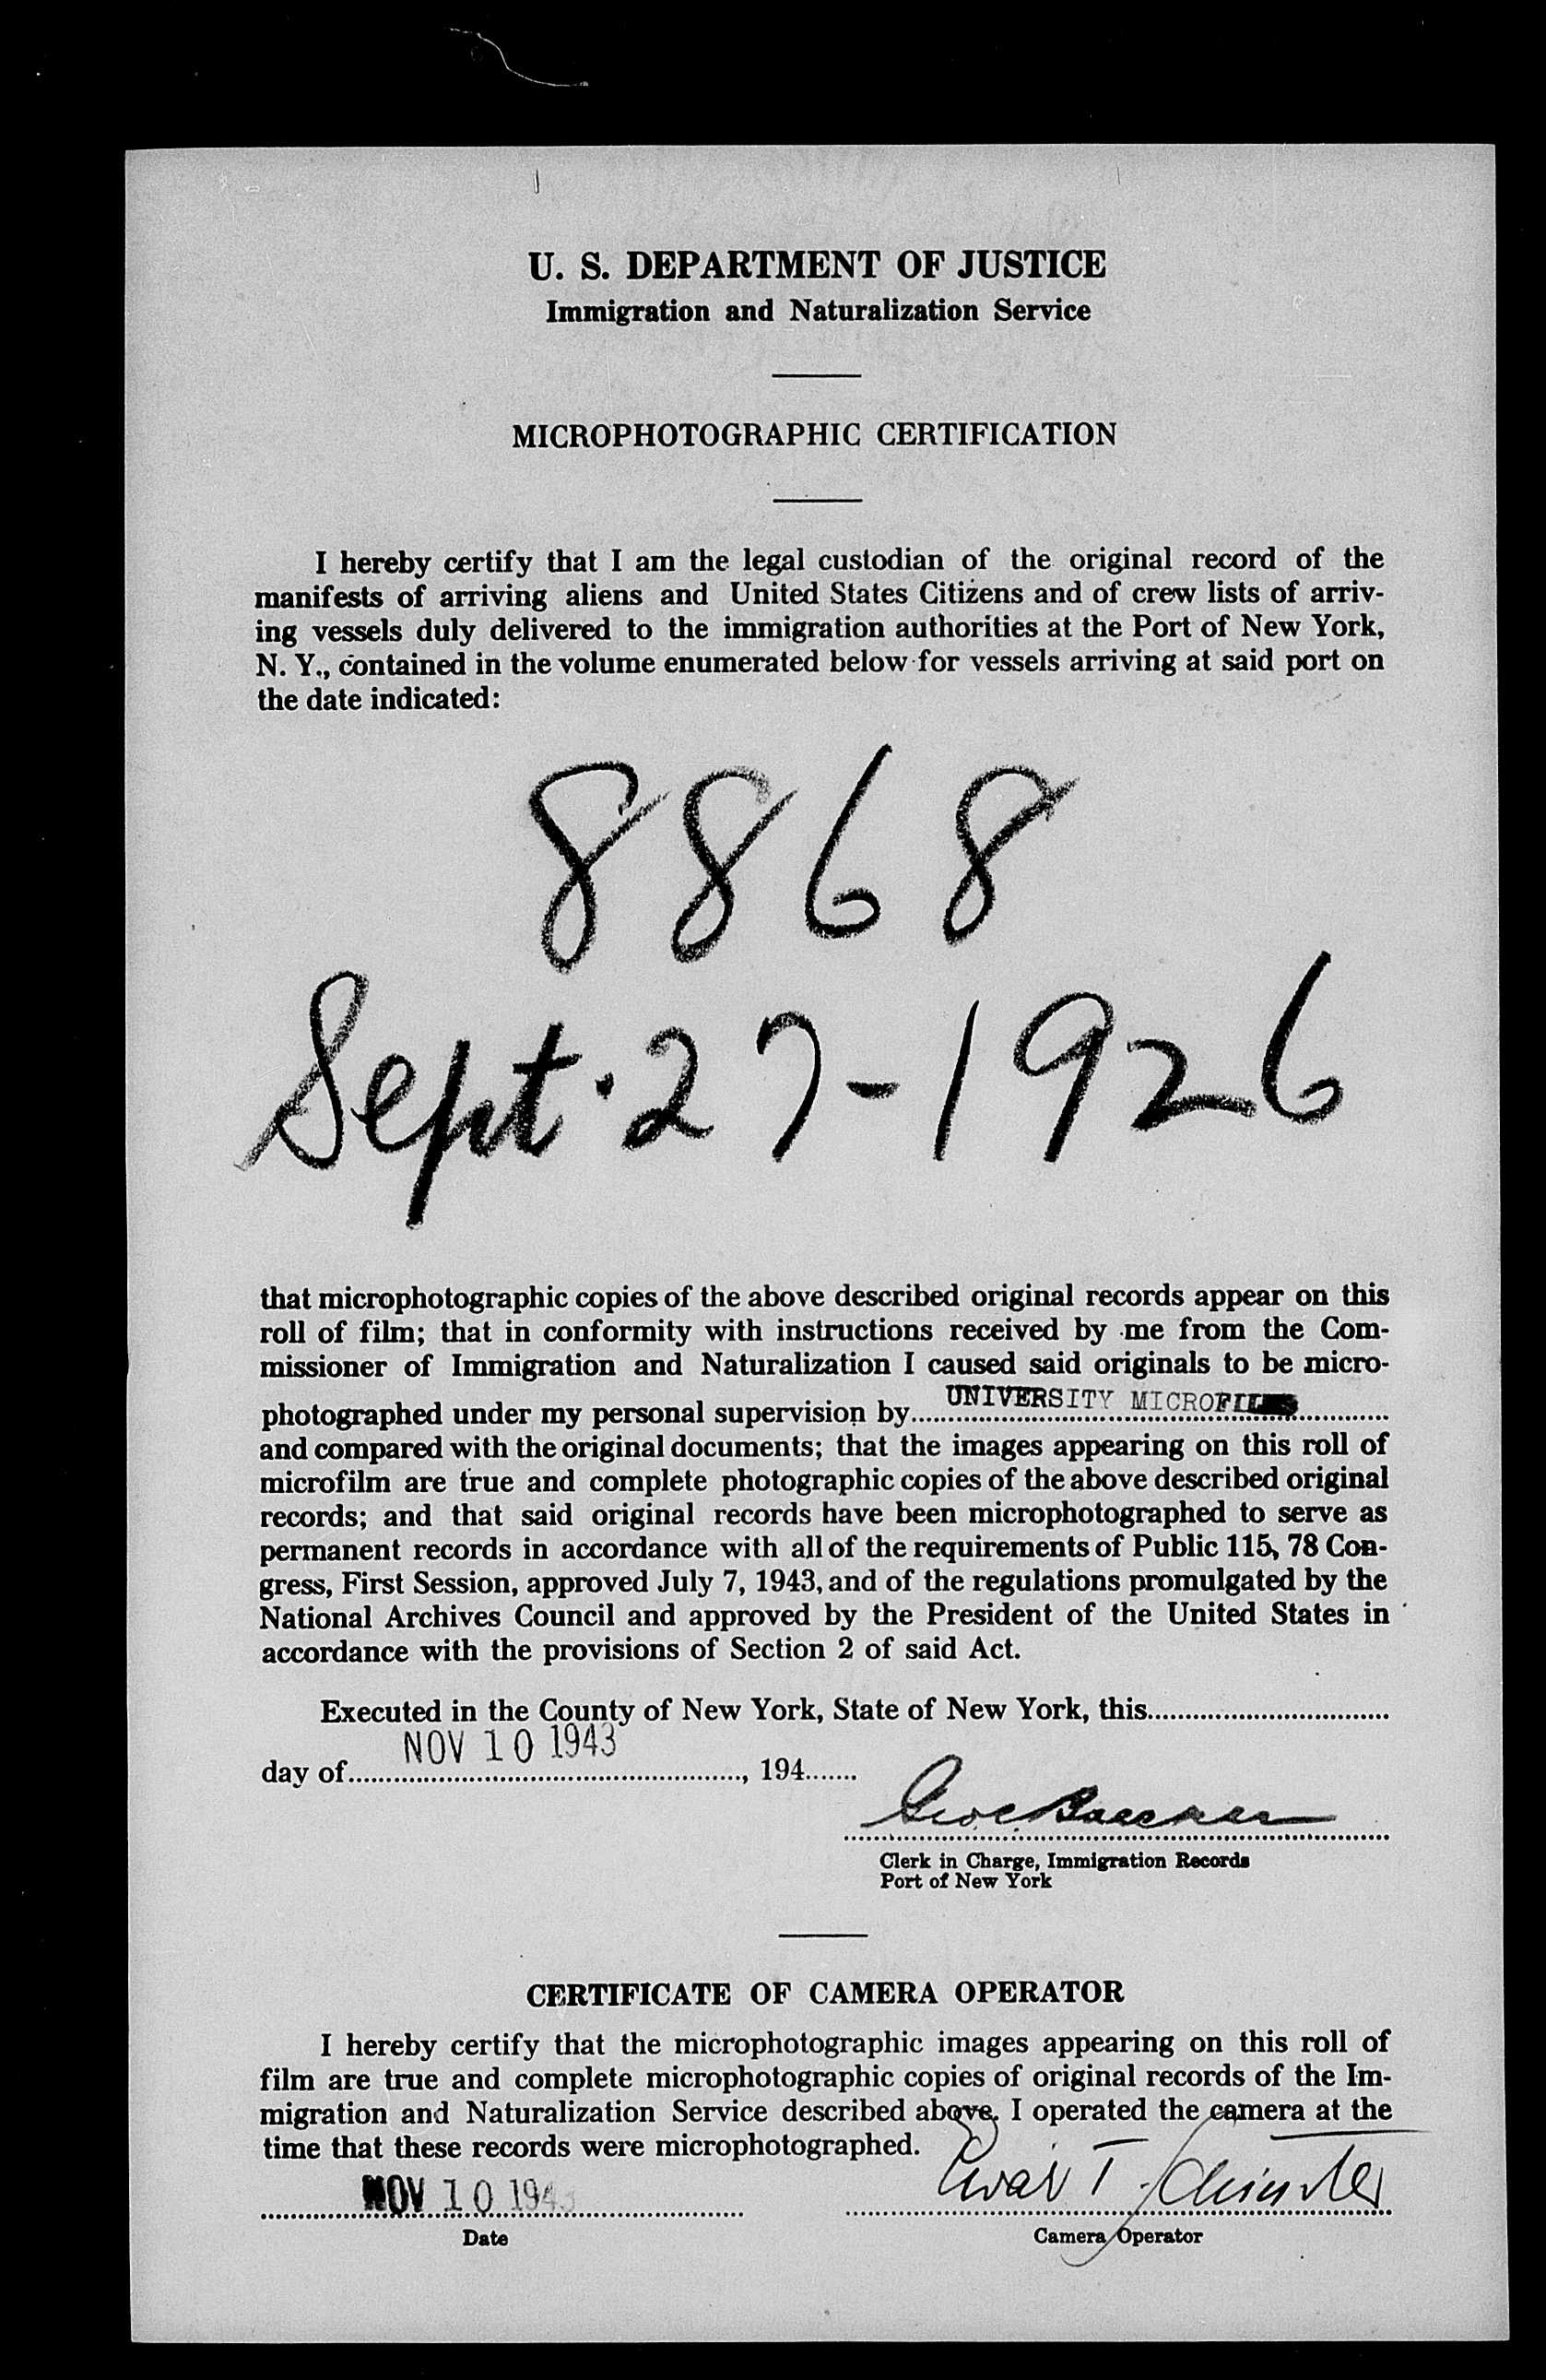 U. S. DEPARTMENT OF JUSTICE
Immigration and Naturalization Service
MICROPHOTOGRAPHIC CERTIFICATION
I hereby certify that I am the legal custodian of the original record of the
manifests of arriving aliens and United States Citizens and of crew lists of arriv-
ing vessels duly delivered to the immigration authorities at the Port of New York,
N. Y., contained in the volume enumerated below for vessels arriving at said port on
the date indicated:
8868
Sept. 27-1926
that microphotographic copies of the above described original records appear on this
roll of film; that in conformity with instructions received by me from the Com-
missioner of Immigration and Naturalization I caused said originals to be micro-
photographed under my personal supervision by UNIVERSITY MICROFILMS
and compared with the original documents; that the images appearing on this roll of
microfilm are true and complete photographic copies of the above described original
records; and that said original records have been microphotographed to serve as
permanent records in accordance with all of the requirements of Public 115, 78 Con-
gress, First Session, approved July 7, 1943, and of the regulations promulgated by the
National Archives Council and approved by the President of the United States in
accordance with the provisions of Section 2 of said Act.
Executed in the County of New York, State of New York, this
day of NOV 10 1943, 194
Clerk in Charge, Immigration Records
Port of New York
CERTIFICATE OF CAMERA OPERATOR
I hereby certify that the microphotographic images appearing on this roll of
film are true and complete microphotographic copies of original records of the Im-
migration and Naturalization Service described above. I operated the camera at the
time that these records were microphotographed.
NOV 10 1943
Date
Camera Operator